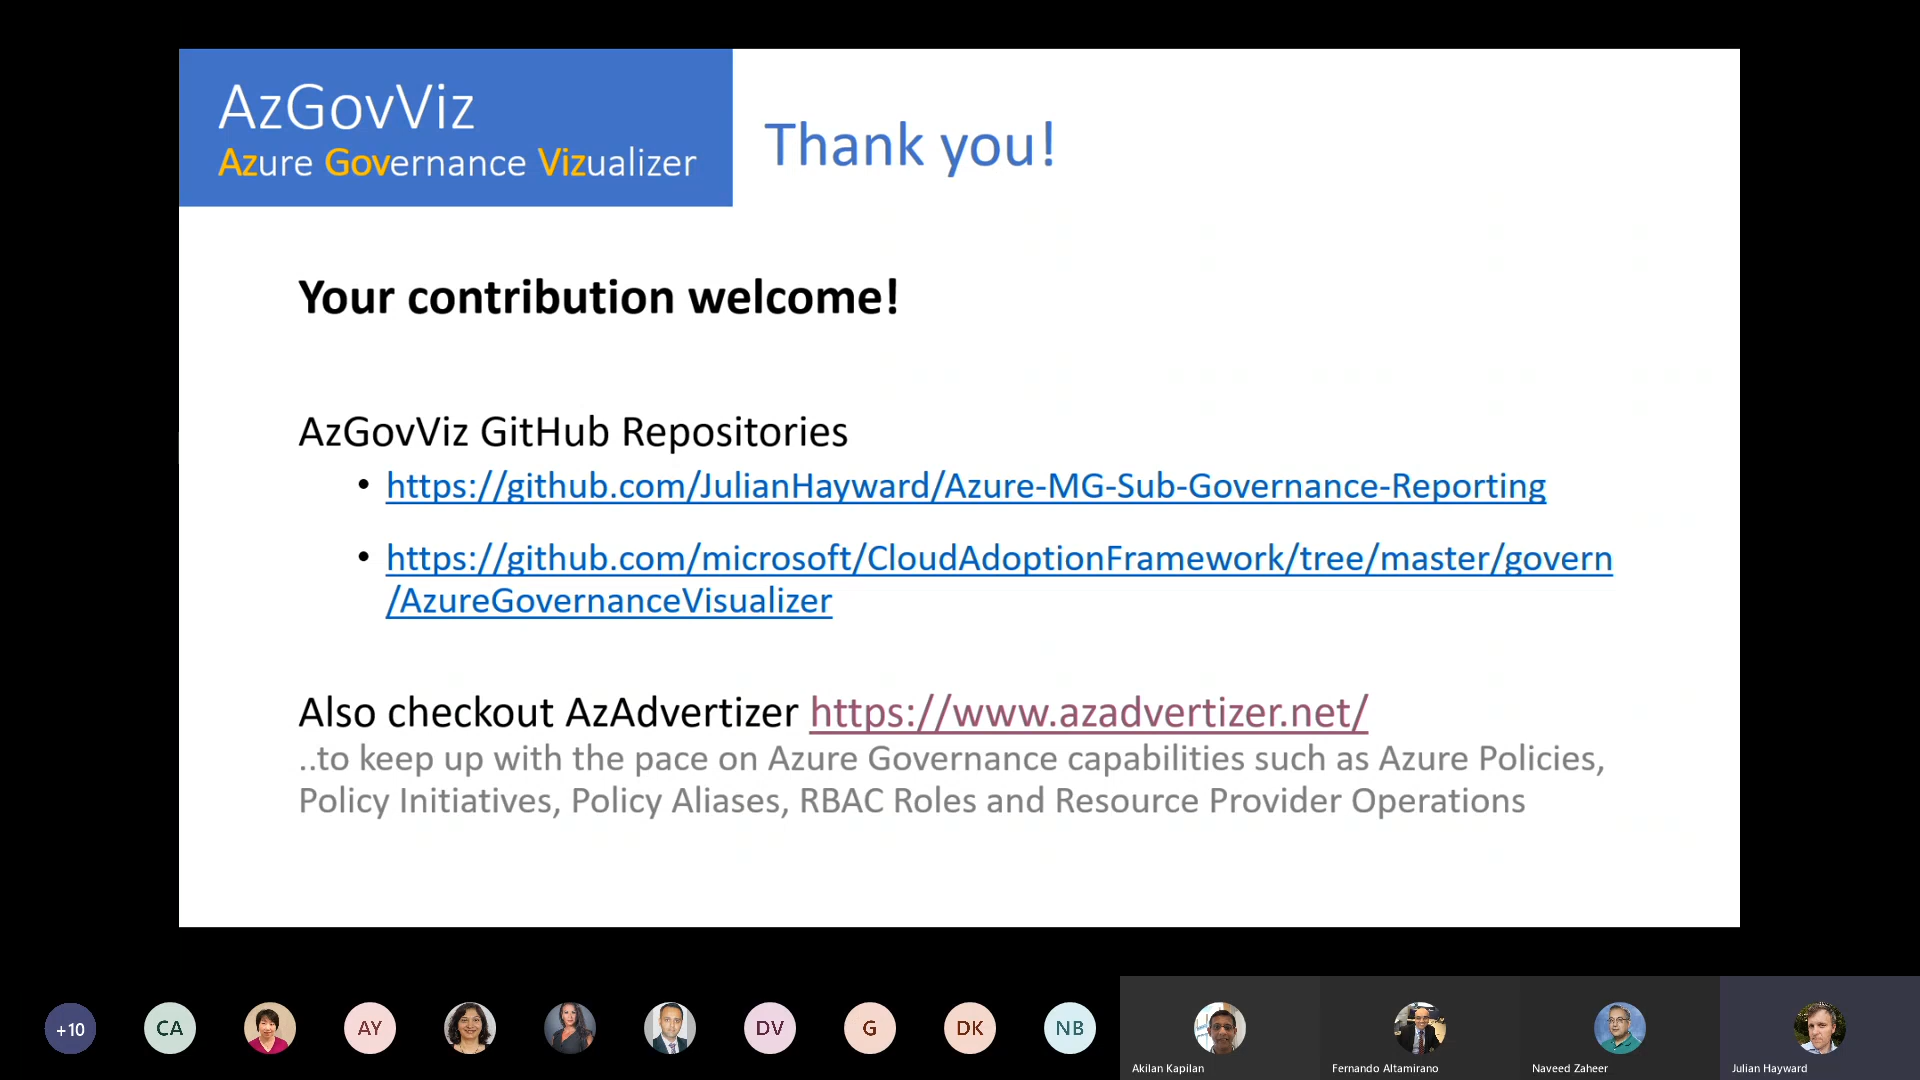 AzGovViz
Azure Governance Vizualizer
Thank you!
Your contribution welcome!
AzGovViz GitHub Repositories
• https://github.com/JulianHayward/Azure-MG-Sub-Governance-Reporting
• https://github.com/microsoft/CloudAdoptionFramework/tree/master/govern
/AzureGovernanceVisualizer
Also checkout AzAdvertizer https://www.azadvertizer.net/
..to keep up with the pace on Azure Governance capabilities such as Azure Policies,
Policy Initiatives, Policy Aliases, RBAC Roles and Resource Provider Operations
+10 CA AY DV G DK NB
Akilan Kapilan Fernando Altamirano Naveed Zaheer Julian Hayward